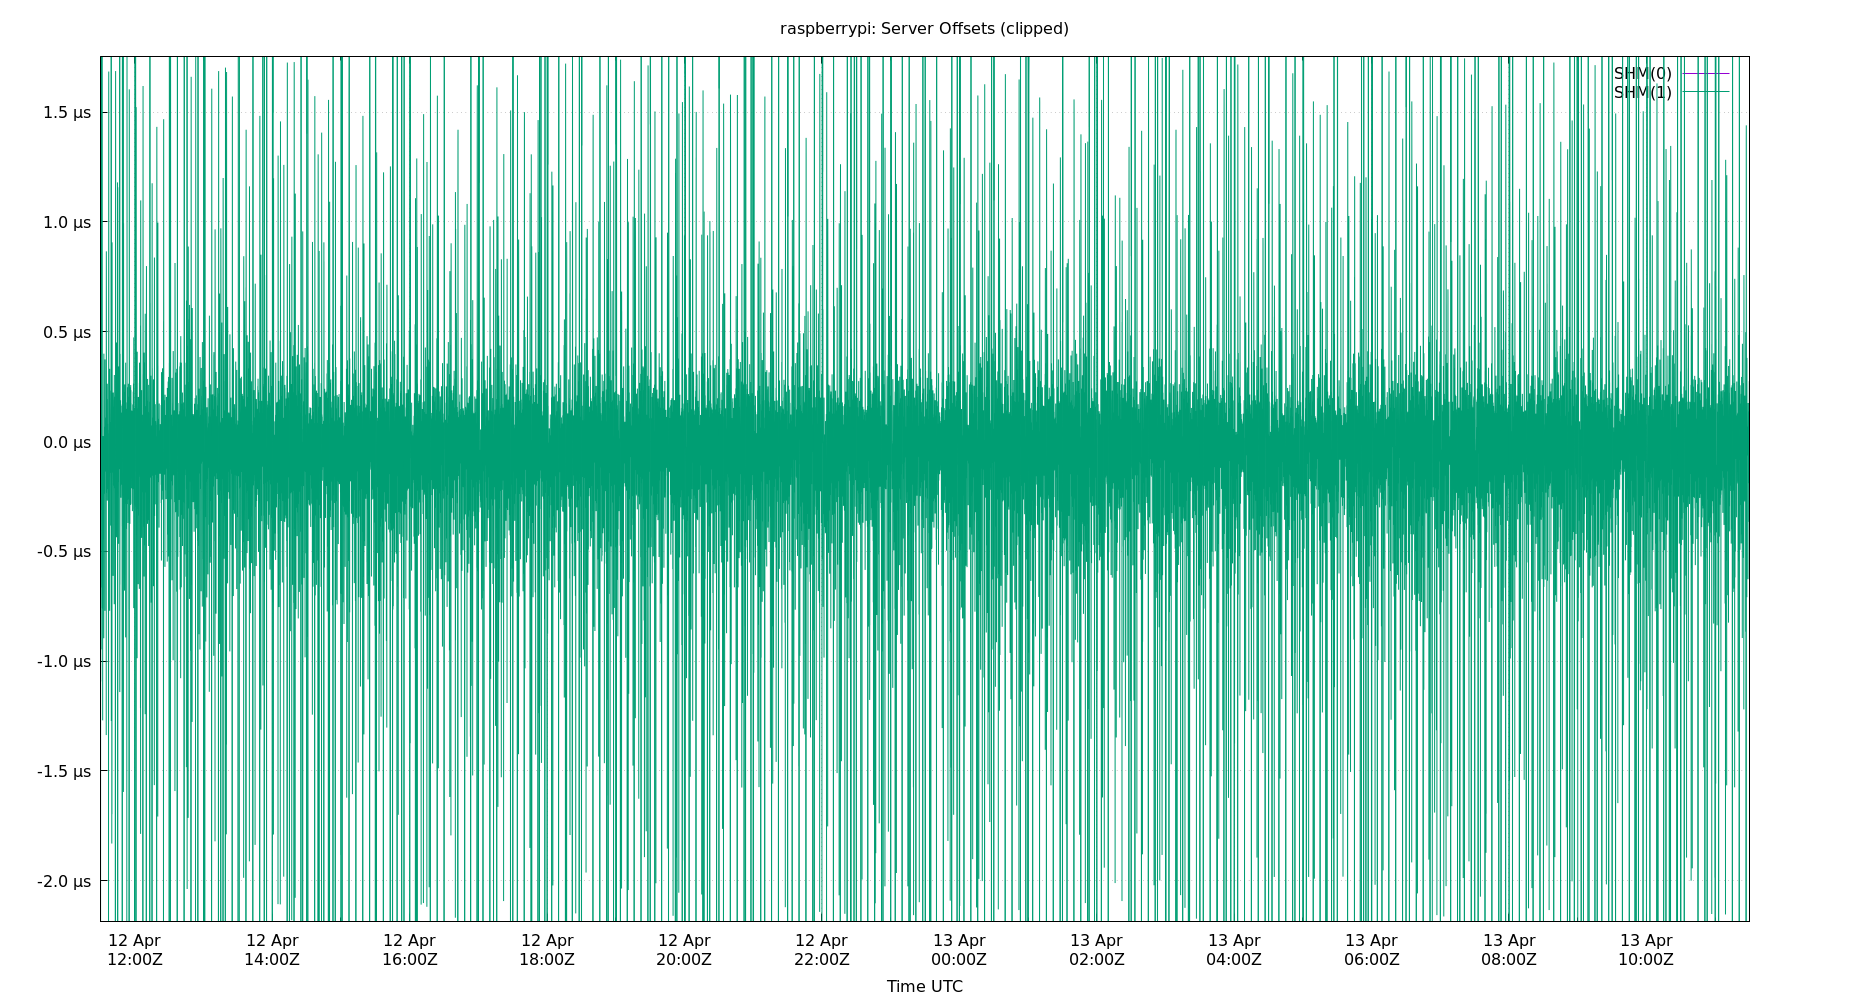 raspberrypi: Server Offsets (clipped)
SHM(0)
SHM(1)
1.5 µs
1.0 µs
0.5 µs
0.0 µs
-0.5 µs
-1.0 µs
-1.5 µs
-2.0 µs
12 Apr 12 Apr 12 Apr 12 Apr 12 Apr 12 Apr 13 Apr 13 Apr 13 Apr 13 Apr 13 Apr 13 Apr
12:00Z 14:00Z 16:00Z 18:00Z 20:00Z 22:00Z 00:00Z 02:00Z 04:00Z 06:00Z 08:00Z 10:00Z
Time UTC